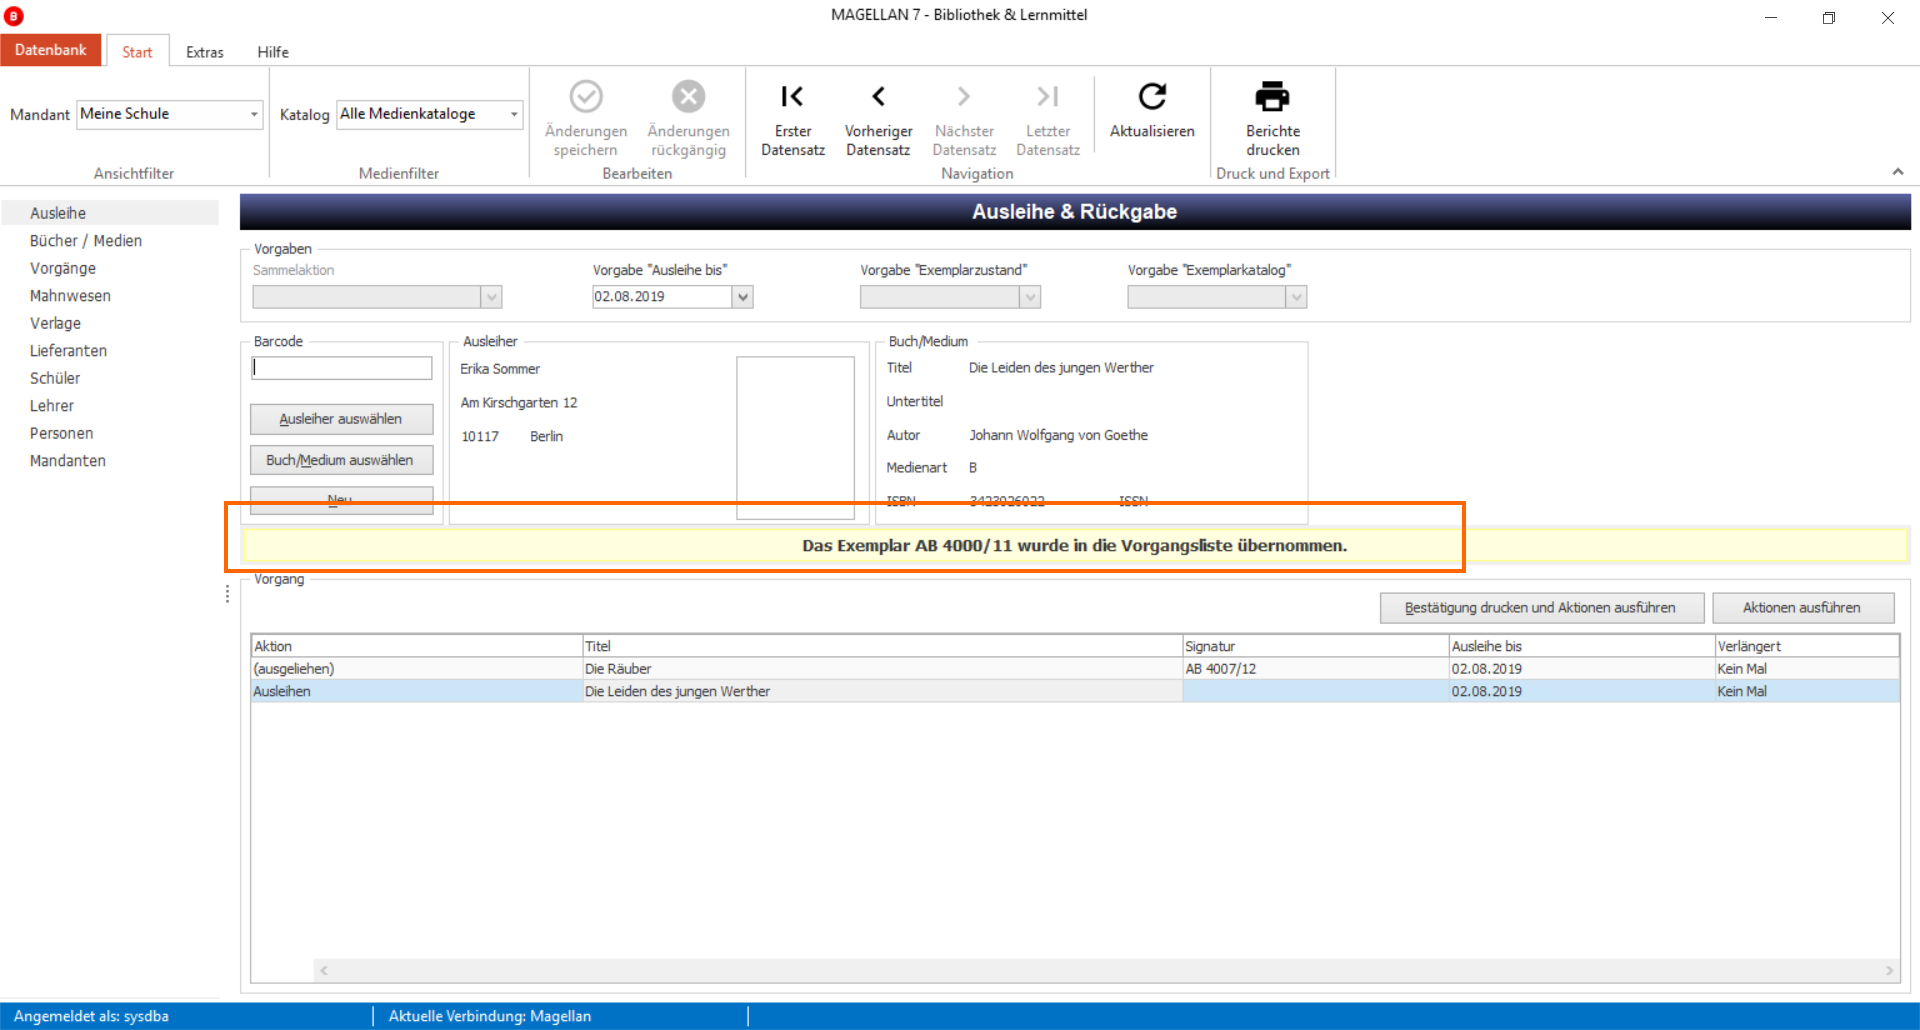 B
MAGELLAN 7 - Bibliothek & Lernmittel
Datenbank Start Extras Hilfe
Mandant Meine Schule Katalog Alle Medienkataloge
Änderungen speichern
Änderungen rückgängig
Erster Datensatz
Vorheriger Datensatz
Nächster Datensatz
Letzter Datensatz
Aktualisieren
Berichte drucken
Ansichtfilter Medienfilter Bearbeiten Navigation Druck und Export
Ausleihe
Bücher / Medien
Vorgänge
Mahnwesen
Verlage
Lieferanten
Schüler
Lehrer
Personen
Mandanten
Ausleihe & Rückgabe
Vorgaben
Sammelaktion Vorgabe "Ausleihe bis" Vorgabe "Exemplarzustand" Vorgabe "Exemplarkatalog"
02.08.2019
Barcode
Ausleiher auswählen
Buch/Medium auswählen
Neu
Ausleiher
Erika Sommer
Am Kirschgarten 12
10117 Berlin
Buch/Medium
Titel Die Leiden des jungen Werther
Untertitel
Autor Johann Wolfgang von Goethe
Medienart B
ISBN 3423026022 ISSN
Das Exemplar AB 4000/11 wurde in die Vorgangsliste übernommen.
Vorgang
Bestätigung drucken und Aktionen ausführen Aktionen ausführen
Aktion Titel Signatur Ausleihe bis Verlängert
(ausgeliehen) Die Räuber AB 4007/12 02.08.2019 Kein Mal
Ausleihen Die Leiden des jungen Werther 02.08.2019 Kein Mal
Angemeldet als: sysdba Aktuelle Verbindung: Magellan